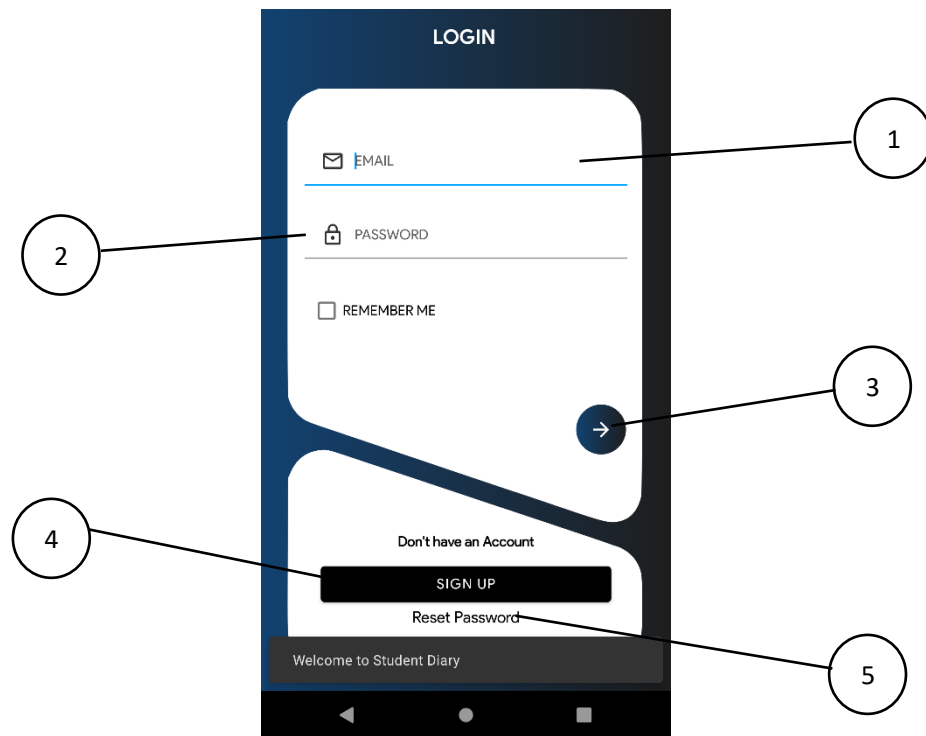 LOGIN
1
EMAIL
2
PASSWORD
REMEMBER ME
3
4
Don't have an Account
SIGN UP
Reset Password
5
Welcome to Student Diary